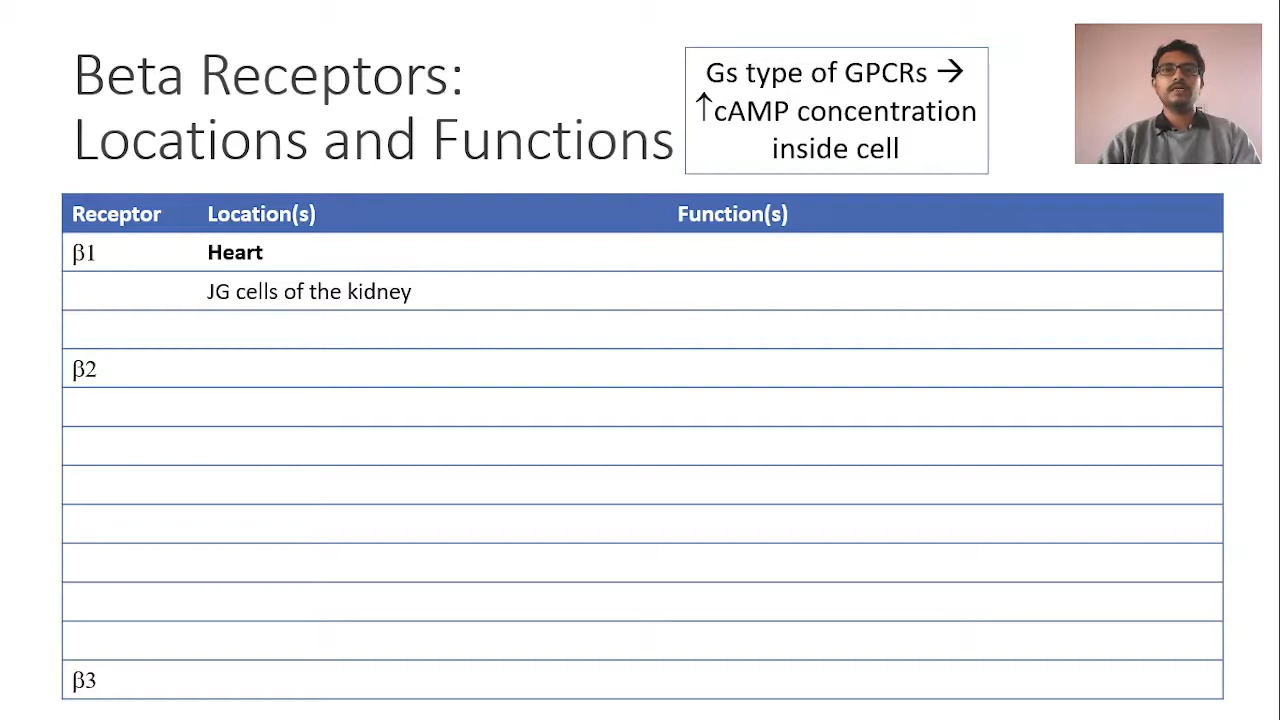 Beta Receptors:
Locations and Functions
Gs type of GPCRs →
↑cAMP concentration
inside cell
Receptor Location(s) Function(s)
β1 Heart
JG cells of the kidney
β2
β3